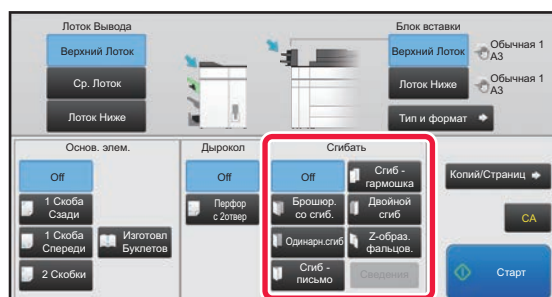 Лоток Вывода
Блок вставки
Верхний Лоток
Ср. Лоток
Лоток Ниже
Верхний Лоток
Обычная 1
A3
Лоток Ниже
Обычная 1
A3
Тип и формат
Основ. элем.
Off
1 Скоба
Сзади
1 Скоба
Спереди
Изготовл
Буклетов
2 Скобки
Дырокол
Off
Перфор
с 2отвер
Сгибать
Off
Сгиб -
гармошка
Брошюр.
со сгиб.
Двойной
сгиб
Одинарн.сгиб
Z-образ.
фальцов.
Сгиб -
письмо
Сведения
Копий/Страниц
CA
Старт